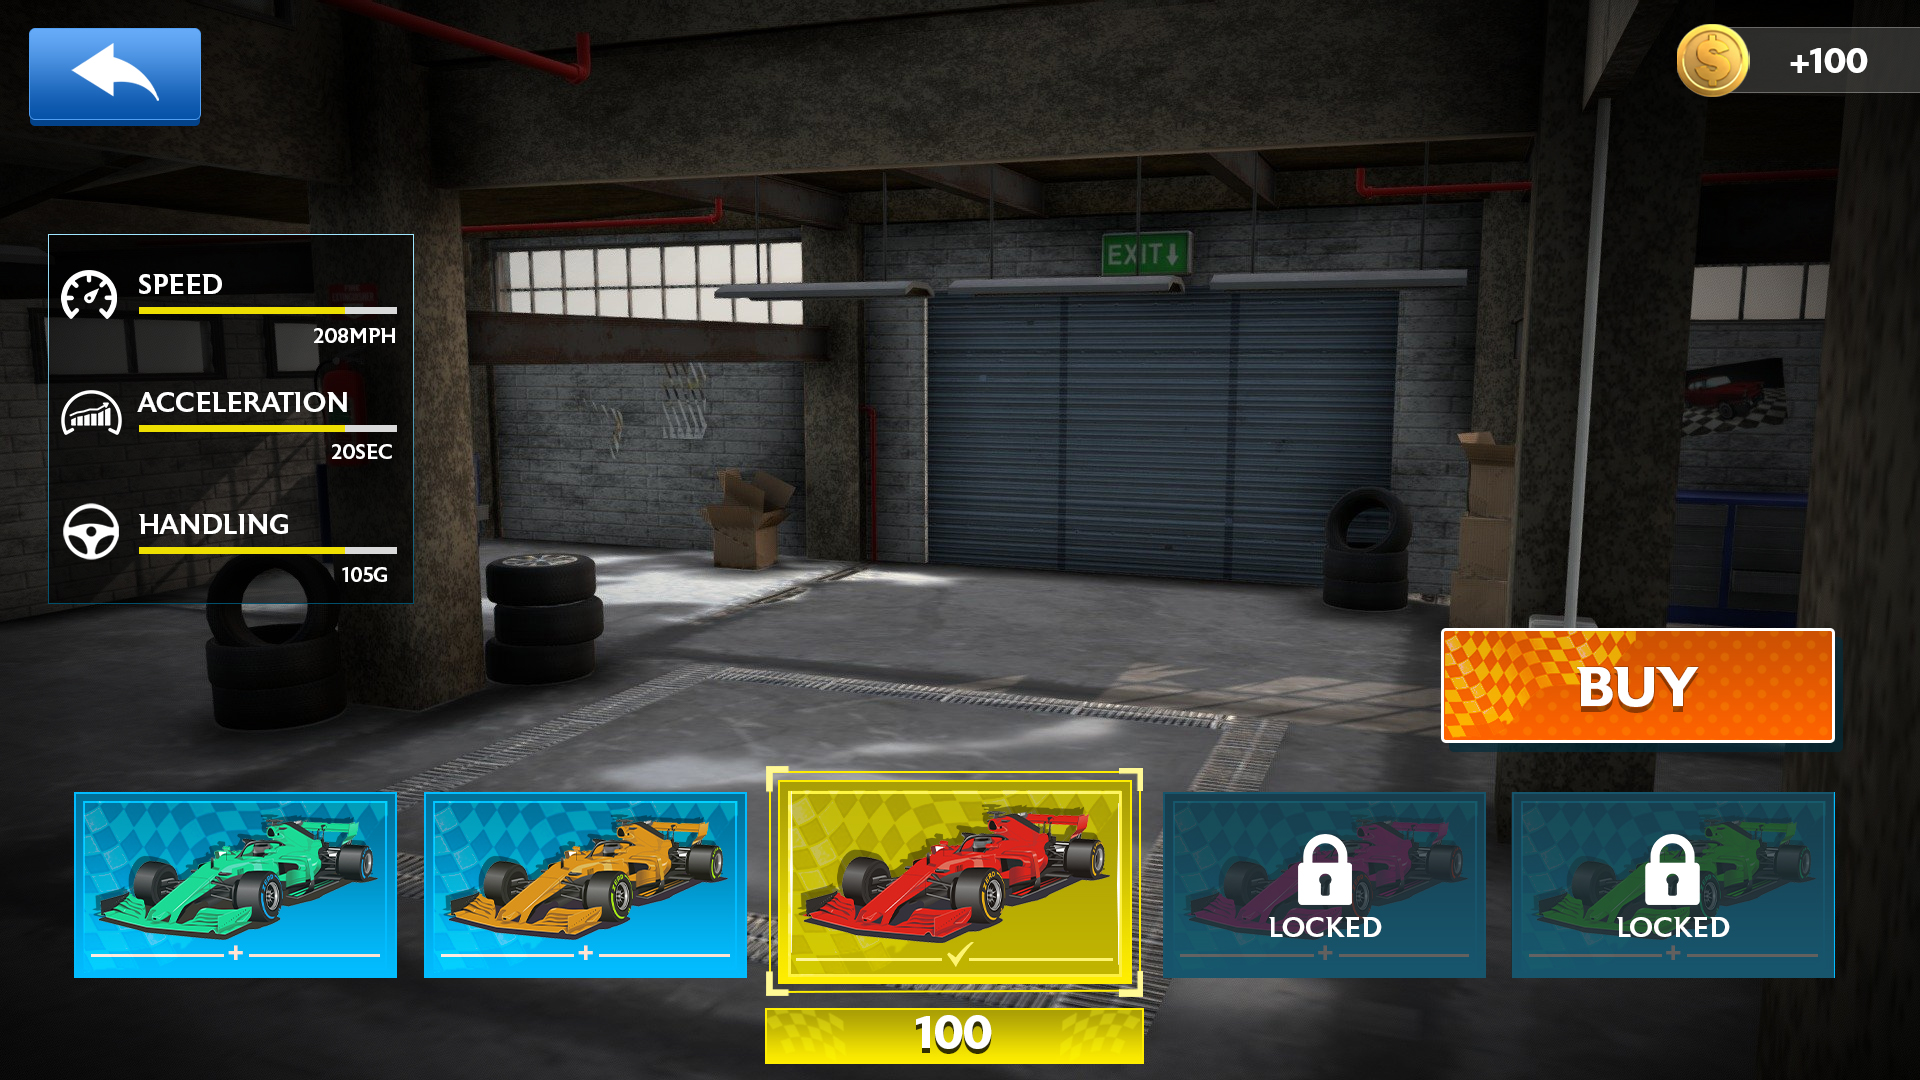 +100
EXIT
SPEED
208MPH
ACCELERATION
20SEC
HANDLING
105G
BUY
LOCKED
LOCKED
100